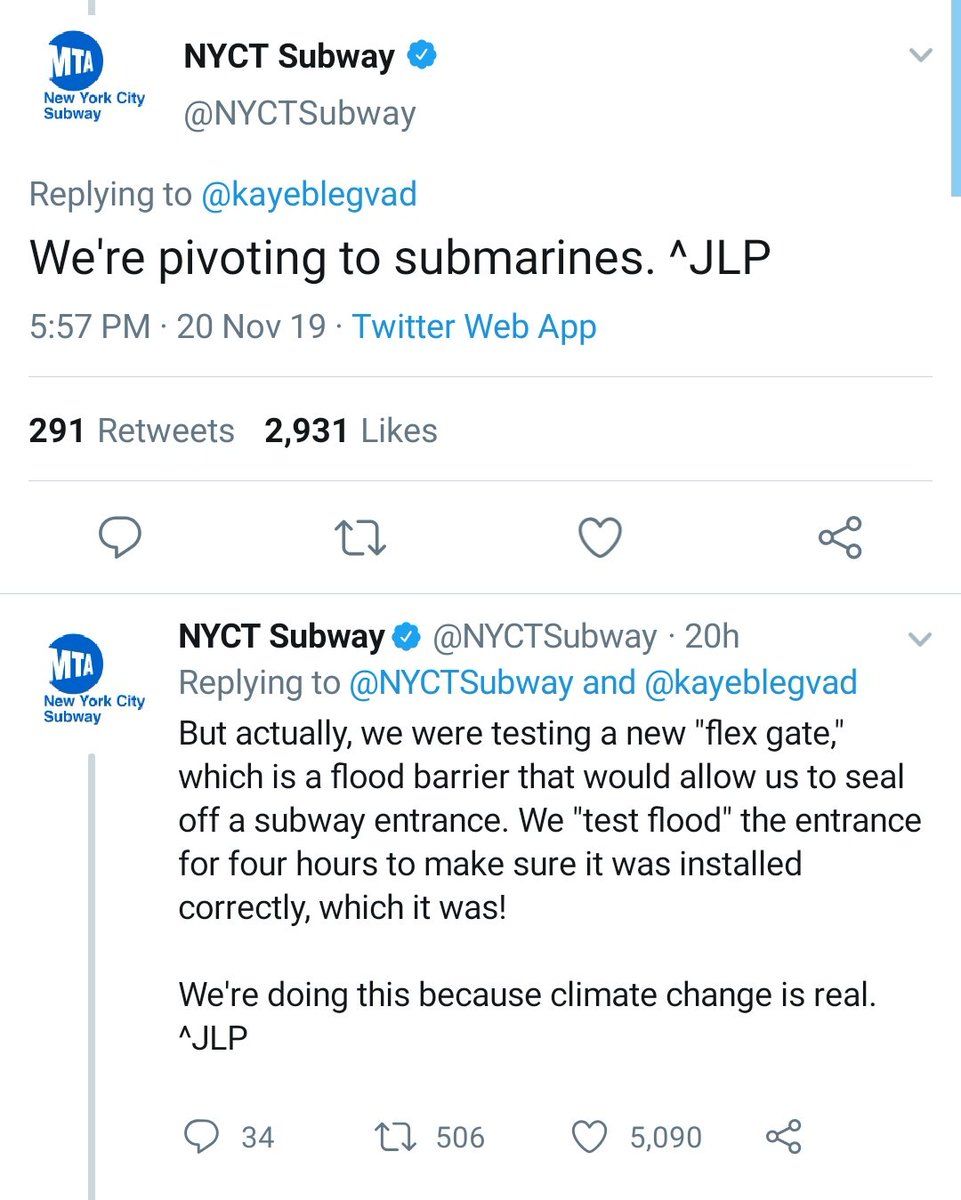 MTA
New York City
Subway
NYCT Subway
@NYCTSubway
Replying to @kayeblegvad
We're pivoting to submarines. ^JLP
5:57 PM · 20 Nov 19 · Twitter Web App
291 Retweets 2,931 Likes
MTA
New York City
Subway
NYCT Subway @NYCTSubway · 20h
Replying to @NYCTSubway and @kayeblegvad
But actually, we were testing a new "flex gate,"
which is a flood barrier that would allow us to seal
off a subway entrance. We "test flood" the entrance
for four hours to make sure it was installed
correctly, which it was!
We're doing this because climate change is real.
^JLP
34 506 5,090